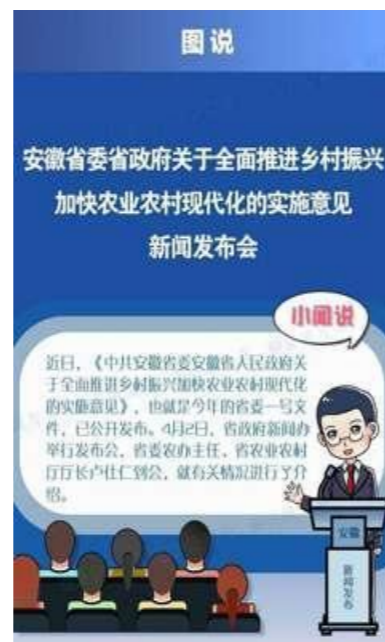 图说
安徽省委省政府关于全面推进乡村振兴
加快农业农村现代化的实施意见
新闻发布会
小闻说
近日，《中共安徽省委安徽省人民政府关
于全面推进乡村振兴加快农业农村现代化
的实施意见》，也就是今年的省委一号文
件，已公开发布。4月2日，省政府新闻办
举行发布会，省委农办主任、省农业农村
厅厅长卢仕仁到会，就有关情况进行了介
绍。
安徽
新闻发布